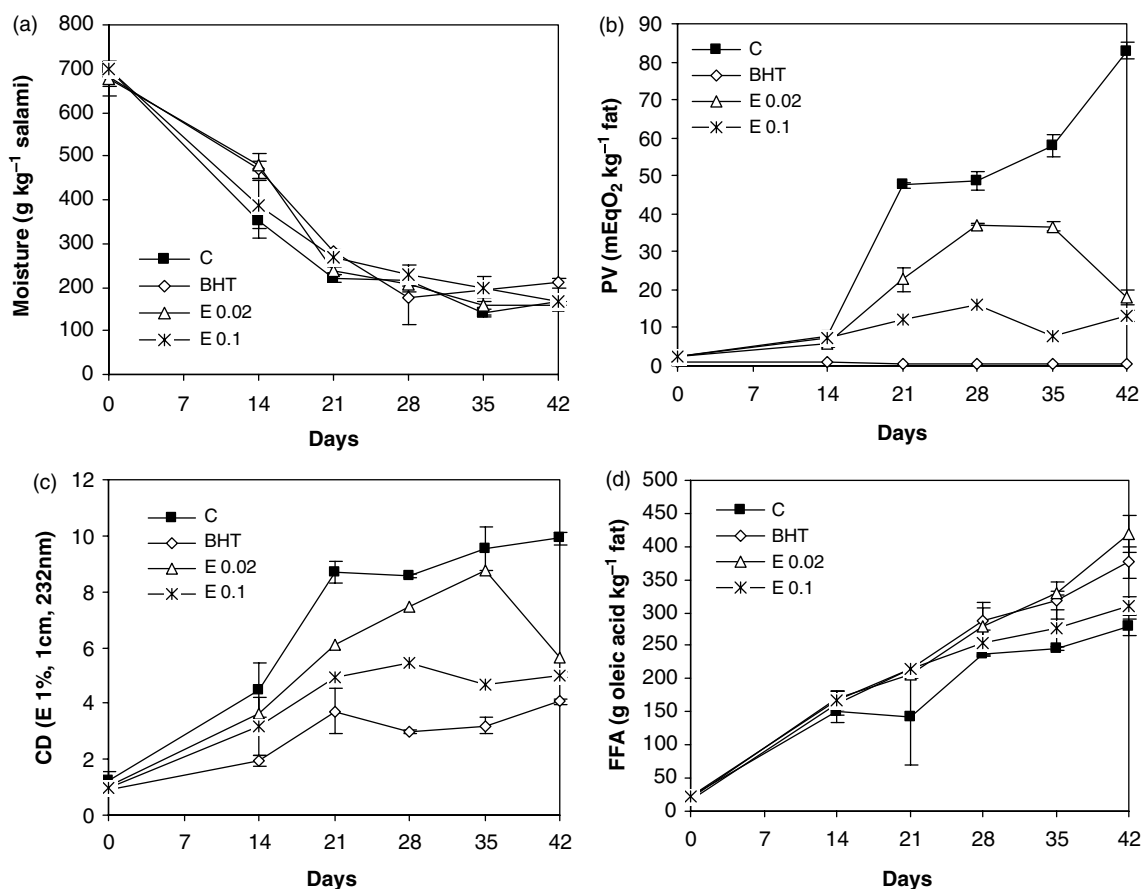 (a)
800
700
600
500
400
300
200
100
0
Moisture (g kg⁻¹ salami)
C
BHT
E 0.02
E 0.1
0 7 14 21 28 35 42
Days
(b)
90
80
70
60
50
40
30
20
10
0
PV (mEqO₂ kg⁻¹ fat)
C
BHT
E 0.02
E 0.1
0 7 14 21 28 35 42
Days
(c)
12
10
8
6
4
2
0
CD (E 1%, 1cm, 232nm)
C
BHT
E 0.02
E 0.1
0 7 14 21 28 35 42
Days
(d)
500
450
400
350
300
250
200
150
100
50
0
FFA (g oleic acid kg⁻¹ fat)
C
BHT
E 0.02
E 0.1
0 7 14 21 28 35 42
Days